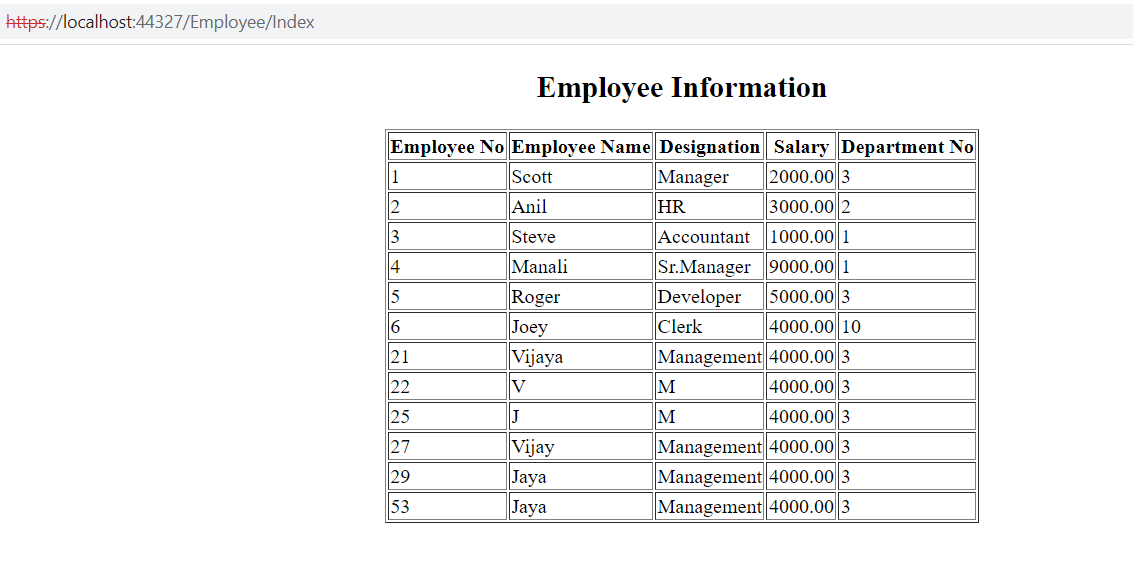 https://localhost:44327/Employee/Index
Employee Information
Employee No Employee Name Designation Salary Department No
1 Scott Manager 2000.00 3
2 Anil HR 3000.00 2
3 Steve Accountant 1000.00 1
4 Manali Sr.Manager 9000.00 1
5 Roger Developer 5000.00 3
6 Joey Clerk 4000.00 10
21 Vijaya Management 4000.00 3
22 V M 4000.00 3
25 J M 4000.00 3
27 Vijay Management 4000.00 3
29 Jaya Management 4000.00 3
53 Jaya Management 4000.00 3